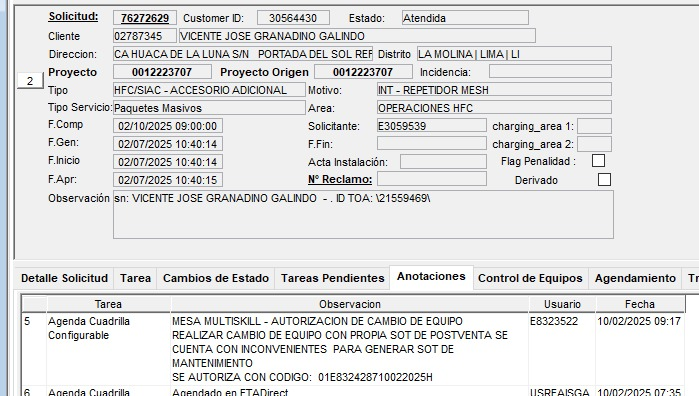 Solicitud: 76272629 Customer ID: 30564430 Estado: Atendida
Cliente 02787345 VICENTE JOSE GRANADINO GALINDO
Direccion: CA HUACA DE LA LUNA S/N PORTADA DEL SOL REF Distrito LA MOLINA | LIMA | LI
2
Proyecto 0012223707 Proyecto Origen 0012223707 Incidencia:
Tipo HFC/SIAC - ACCESORIO ADICIONAL Motivo: INT - REPETIDOR MESH
Tipo Servicio: Paquetes Masivos Area: OPERACIONES HFC
F.Comp 02/10/2025 09:00:00 Solicitante: E3059539 charging_area 1:
F.Gen: 02/07/2025 10:40:14 F.Fin: charging_area 2:
F.Inicio 02/07/2025 10:40:14 Acta Instalación: Flag Penalidad :
F.Apr: 02/07/2025 10:40:15 Nº Reclamo: Derivado
Observación sn: VICENTE JOSE GRANADINO GALINDO - . ID TOA: \21559469\
Detalle Solicitud Tarea Cambios de Estado Tareas Pendientes Anotaciones Control de Equipos Agendamiento
Tarea Observacion Usuario Fecha
5 Agenda Cuadrilla MESA MULTISKILL - AUTORIZACION DE CAMBIO DE EQUIPO E8323522 10/02/2025 09:17
Configurable REALIZAR CAMBIO DE EQUIPO CON PROPIA SOT DE POSTVENTA SE
CUENTA CON INCONVENIENTES PARA GENERAR SOT DE
MANTENIMIENTO
SE AUTORIZA CON CODIGO: 01E832428710022025H
6 Agenda Cuadrilla Agendado en ETADirect USREAISGA 10/02/2025 07:35